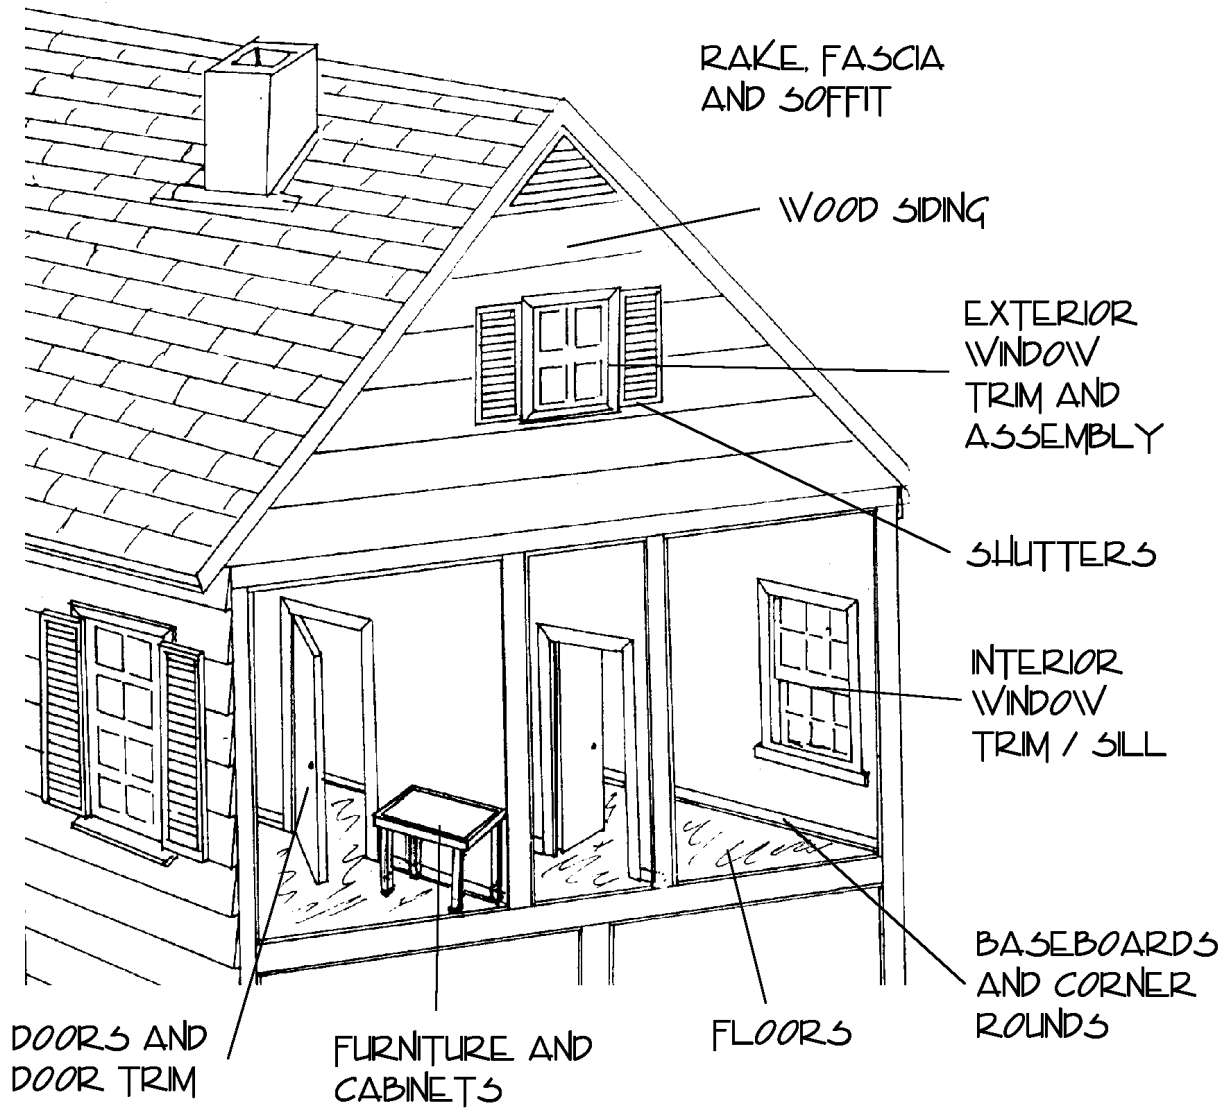 RAKE, FASCIA
AND SOFFIT
WOOD SIDING
EXTERIOR
WINDOW
TRIM AND
ASSEMBLY
SHUTTERS
INTERIOR
WINDOW
TRIM / SILL
BASEBOARDS
AND CORNER
ROUNDS
FLOORS
FURNITURE AND
CABINETS
DOORS AND
DOOR TRIM